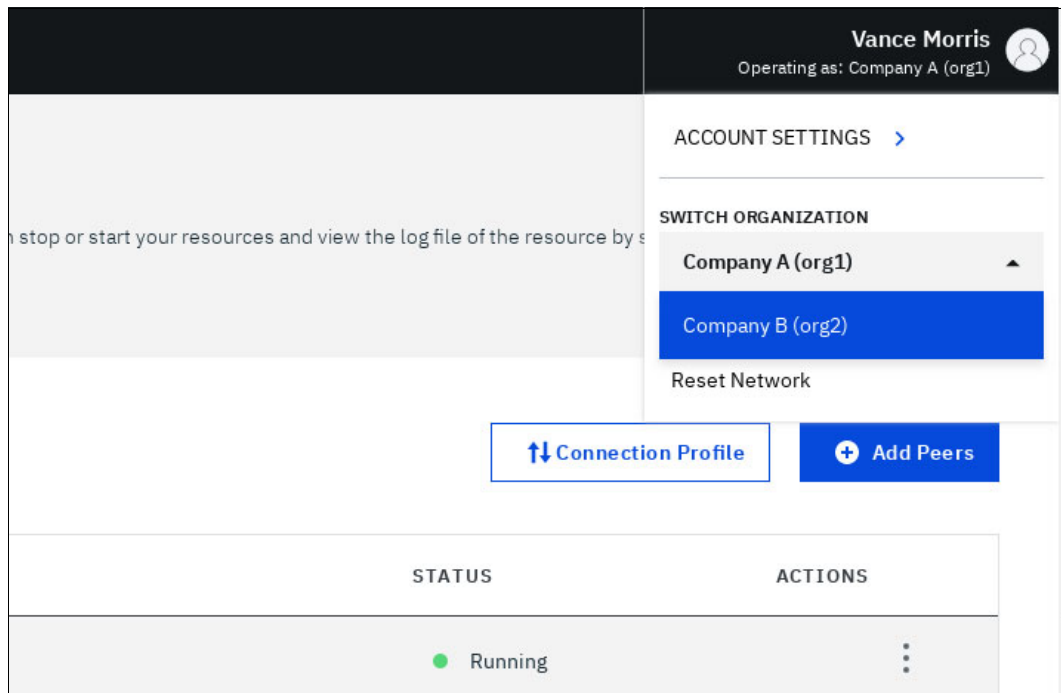 Vance Morris
Operating as: Company A (org1)
ACCOUNT SETTINGS >
SWITCH ORGANIZATION
stop or start your resources and view the log file of the resource by
Company A (org1)
Company B (org2)
Reset Network
Connection Profile
Add Peers
STATUS ACTIONS
Running